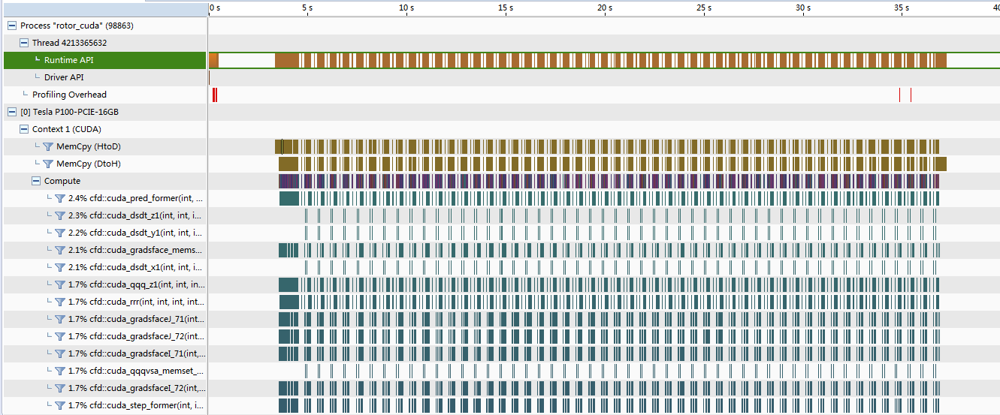 0 s 5 s 10 s 15 s 20 s 25 s 30 s 35 s 40
Process "rotor_cuda" (98863)
Thread 4213365632
Runtime API
Driver API
Profiling Overhead
[0] Tesla P100-PCIE-16GB
Context 1 (CUDA)
MemCpy (HtoD)
MemCpy (DtoH)
Compute
2.4% cfd::cuda_pred_former(int, ...
2.3% cfd::cuda_dsdt_z1(int, int, i...
2.2% cfd::cuda_dsdt_y1(int, int, i...
2.1% cfd::cuda_gradsface_mems...
2.1% cfd::cuda_dsdt_x1(int, int, i...
1.7% cfd::cuda_qqq_z1(int, int, in...
1.7% cfd::cuda_rrr(int, int, int, int...
1.7% cfd::cuda_gradsfaceJ_71(int...
1.7% cfd::cuda_gradsfaceJ_72(int...
1.7% cfd::cuda_gradsfaceI_71(int,...
1.7% cfd::cuda_qqqvsa_memset_...
1.7% cfd::cuda_gradsfaceI_72(int,...
1.7% cfd::cuda_step_former(int, i...